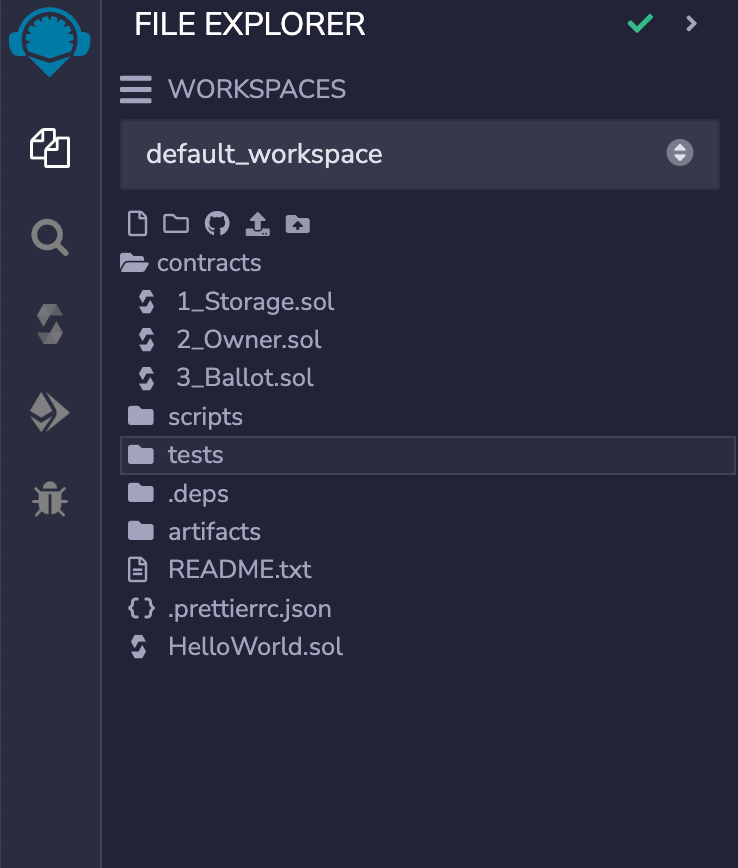 FILE EXPLORER
WORKSPACES
default_workspace
contracts
1_Storage.sol
2_Owner.sol
3_Ballot.sol
scripts
tests
.deps
artifacts
README.txt
.prettierrc.json
HelloWorld.sol